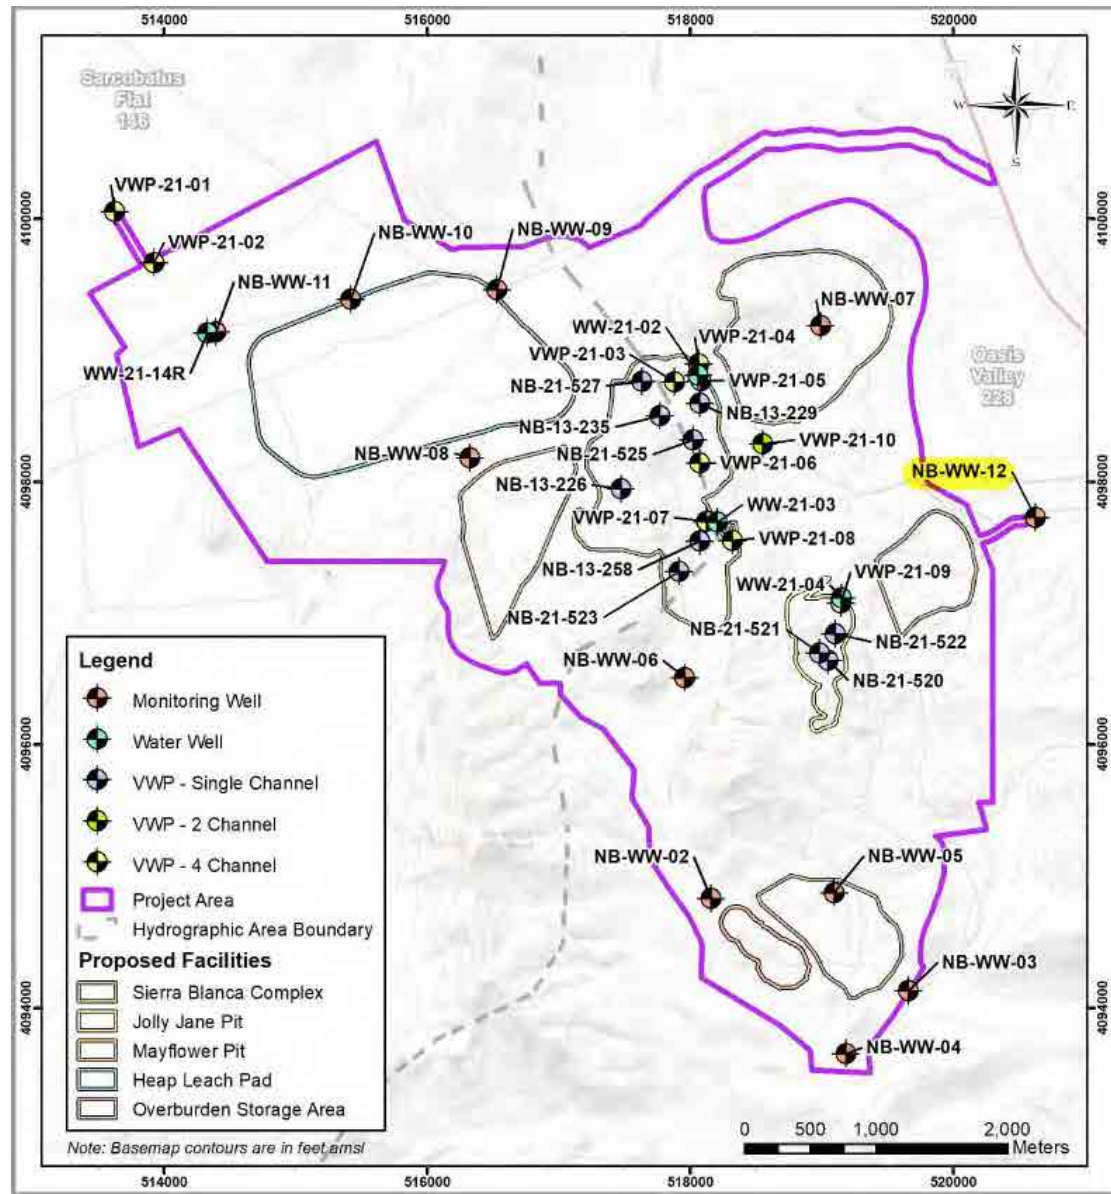 514000
516000
518000
520000
Sarcobatus
Flat
146
N
W
E
S
4100000
4100000
VWP-21-01
VWP-21-02
NB-WW-10
NB-WW-09
NB-WW-11
NB-WW-07
WW-21-02
VWP-21-04
VWP-21-03
WW-21-14R
VWP-21-05
NB-21-527
NB-13-229
Oasis
Valley
228
NB-13-235
NB-WW-08
NB-21-525
VWP-21-10
VWP-21-06
NB-WW-12
4098000
4098000
NB-13-226
VWP-21-07
WW-21-03
VWP-21-08
NB-13-258
WW-21-04
VWP-21-09
NB-21-523
NB-21-521
NB-21-522
NB-WW-06
NB-21-520
4096000
4096000
NB-WW-02
NB-WW-05
NB-WW-03
4094000
4094000
NB-WW-04
Legend
Monitoring Well
Water Well
VWP - Single Channel
VWP - 2 Channel
VWP - 4 Channel
Project Area
Hydrographic Area Boundary
Proposed Facilities
Sierra Blanca Complex
Jolly Jane Pit
Mayflower Pit
Heap Leach Pad
Overburden Storage Area
Note: Basemap contours are in feet amsl
0 500 1,000 2,000
Meters
514000
516000
518000
520000